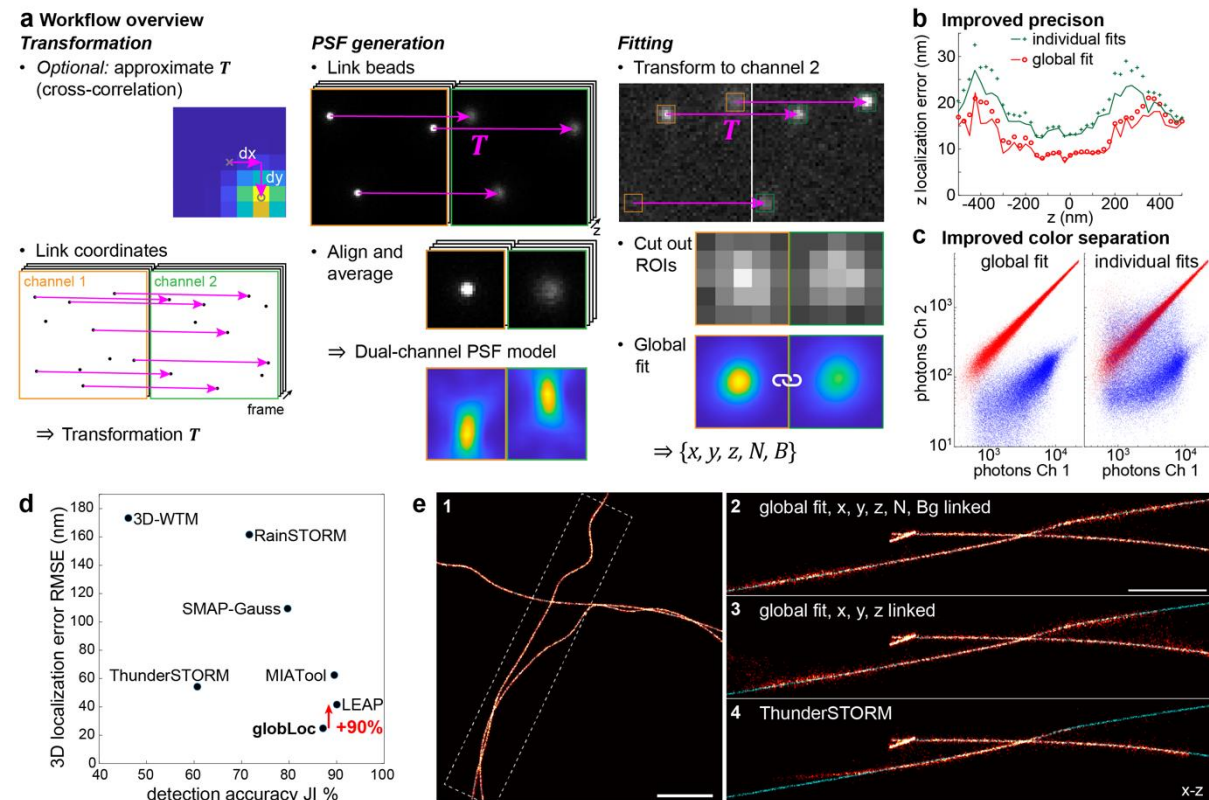 a Workflow overview
Transformation
• Optional: approximate T
(cross-correlation)
dx
dy
• Link coordinates
channel 1
channel 2
frame
⇒ Transformation T
PSF generation
• Link beads
T
z
• Align and
average
⇒ Dual-channel PSF model
Fitting
• Transform to channel 2
T
• Cut out
ROIs
• Global
fit
⇒ {x, y, z, N, B}
b Improved precison
individual fits
global fit
z localization error (nm)
30
20
10
0
-400 -200 0 200 400
z (nm)
c Improved color separation
global fit
individual fits
photons Ch 2
10³
10²
10¹
10³ 10⁴
photons Ch 1
10³ 10⁴
photons Ch 1
d
3D localization error RMSE (nm)
180
160
140
120
100
80
60
40
20
0
3D-WTM
RainSTORM
SMAP-Gauss
ThunderSTORM
MIATool
LEAP
globLoc
+90%
40 50 60 70 80 90 100
detection accuracy JI %
e
1
2 global fit, x, y, z, N, Bg linked
3 global fit, x, y, z linked
4 ThunderSTORM
x-z